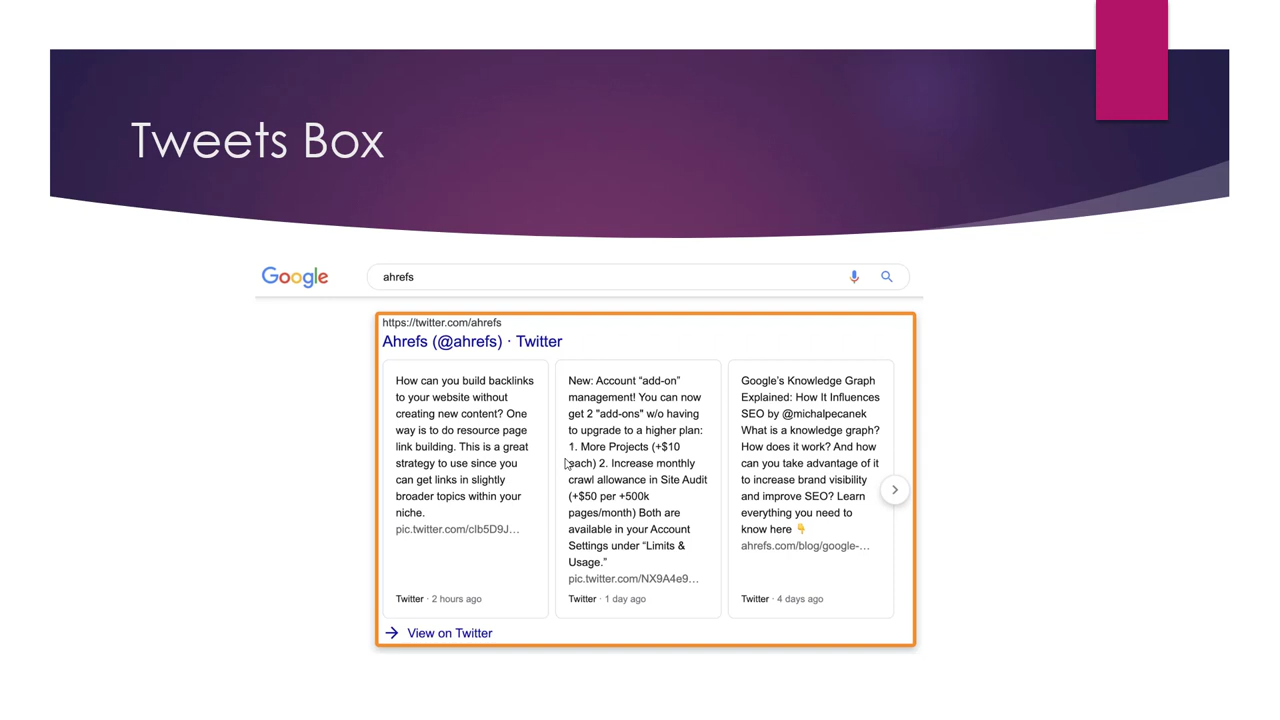 Tweets Box
Google
ahrefs
https://twitter.com/ahrefs
Ahrefs (@ahrefs) · Twitter
How can you build backlinks
to your website without
creating new content? One
way is to do resource page
link building. This is a great
strategy to use since you
can get links in slightly
broader topics within your
niche.
pic.twitter.com/clb5D9J...
Twitter · 2 hours ago
New: Account “add-on”
management! You can now
get 2 "add-ons" w/o having
to upgrade to a higher plan:
1. More Projects (+$10
each) 2. Increase monthly
crawl allowance in Site Audit
(+$50 per +500k
pages/month) Both are
available in your Account
Settings under “Limits &
Usage.”
pic.twitter.com/NX9A4e9...
Twitter · 1 day ago
Google’s Knowledge Graph
Explained: How It Influences
SEO by @michalpecanek
What is a knowledge graph?
How does it work? And how
can you take advantage of it
to increase brand visibility
and improve SEO? Learn
everything you need to
know here 👇
ahrefs.com/blog/google-...
Twitter · 4 days ago
View on Twitter